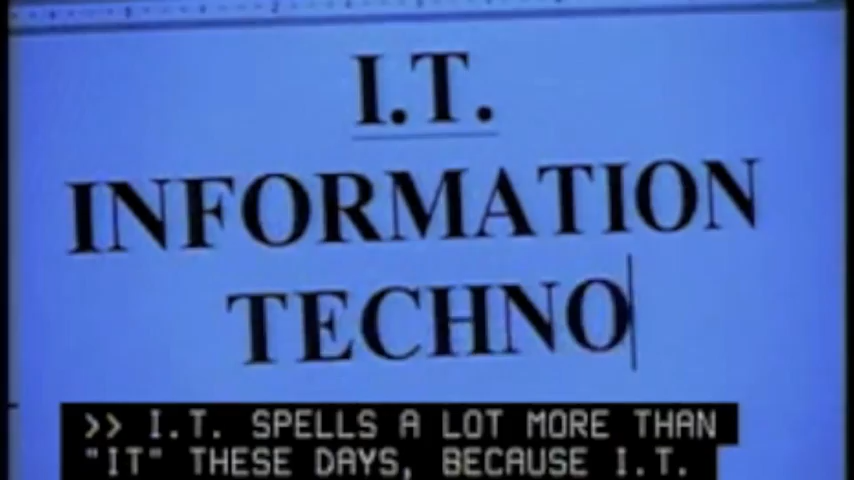 I.T.
INFORMATION
TECHNO
>> I.T. SPELLS A LOT MORE THAN
"IT" THESE DAYS, BECAUSE I.T.